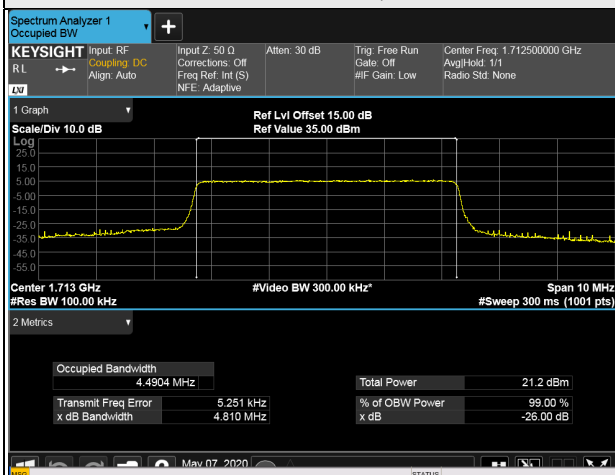 Spectrum Analyzer 1
Occupied BW
+
KEYSIGHT
RL
LXI
Input: RF
Coupling: DC
Align: Auto
Input Z: 50 Ω
Corrections: Off
Freq Ref: Int (S)
NFE: Adaptive
Atten: 30 dB
Trig: Free Run
Gate: Off
#IF Gain: Low
Center Freq: 1.712500000 GHz
Avg|Hold: 1/1
Radio Std: None
1 Graph
Scale/Div 10.0 dB
Ref Lvl Offset 15.00 dB
Ref Value 35.00 dBm
Log
25.0
15.0
5.00
-5.00
-15.0
-25.0
-35.0
-45.0
-55.0
Center 1.713 GHz
#Video BW 300.00 kHz*
Span 10 MHz
#Res BW 100.00 kHz
#Sweep 300 ms (1001 pts)
2 Metrics
Occupied Bandwidth
4.4904 MHz
Total Power 21.2 dBm
Transmit Freq Error 5.251 kHz
% of OBW Power 99.00 %
x dB Bandwidth 4.810 MHz
x dB -26.00 dB
May 07, 2020
MSG
STATUS